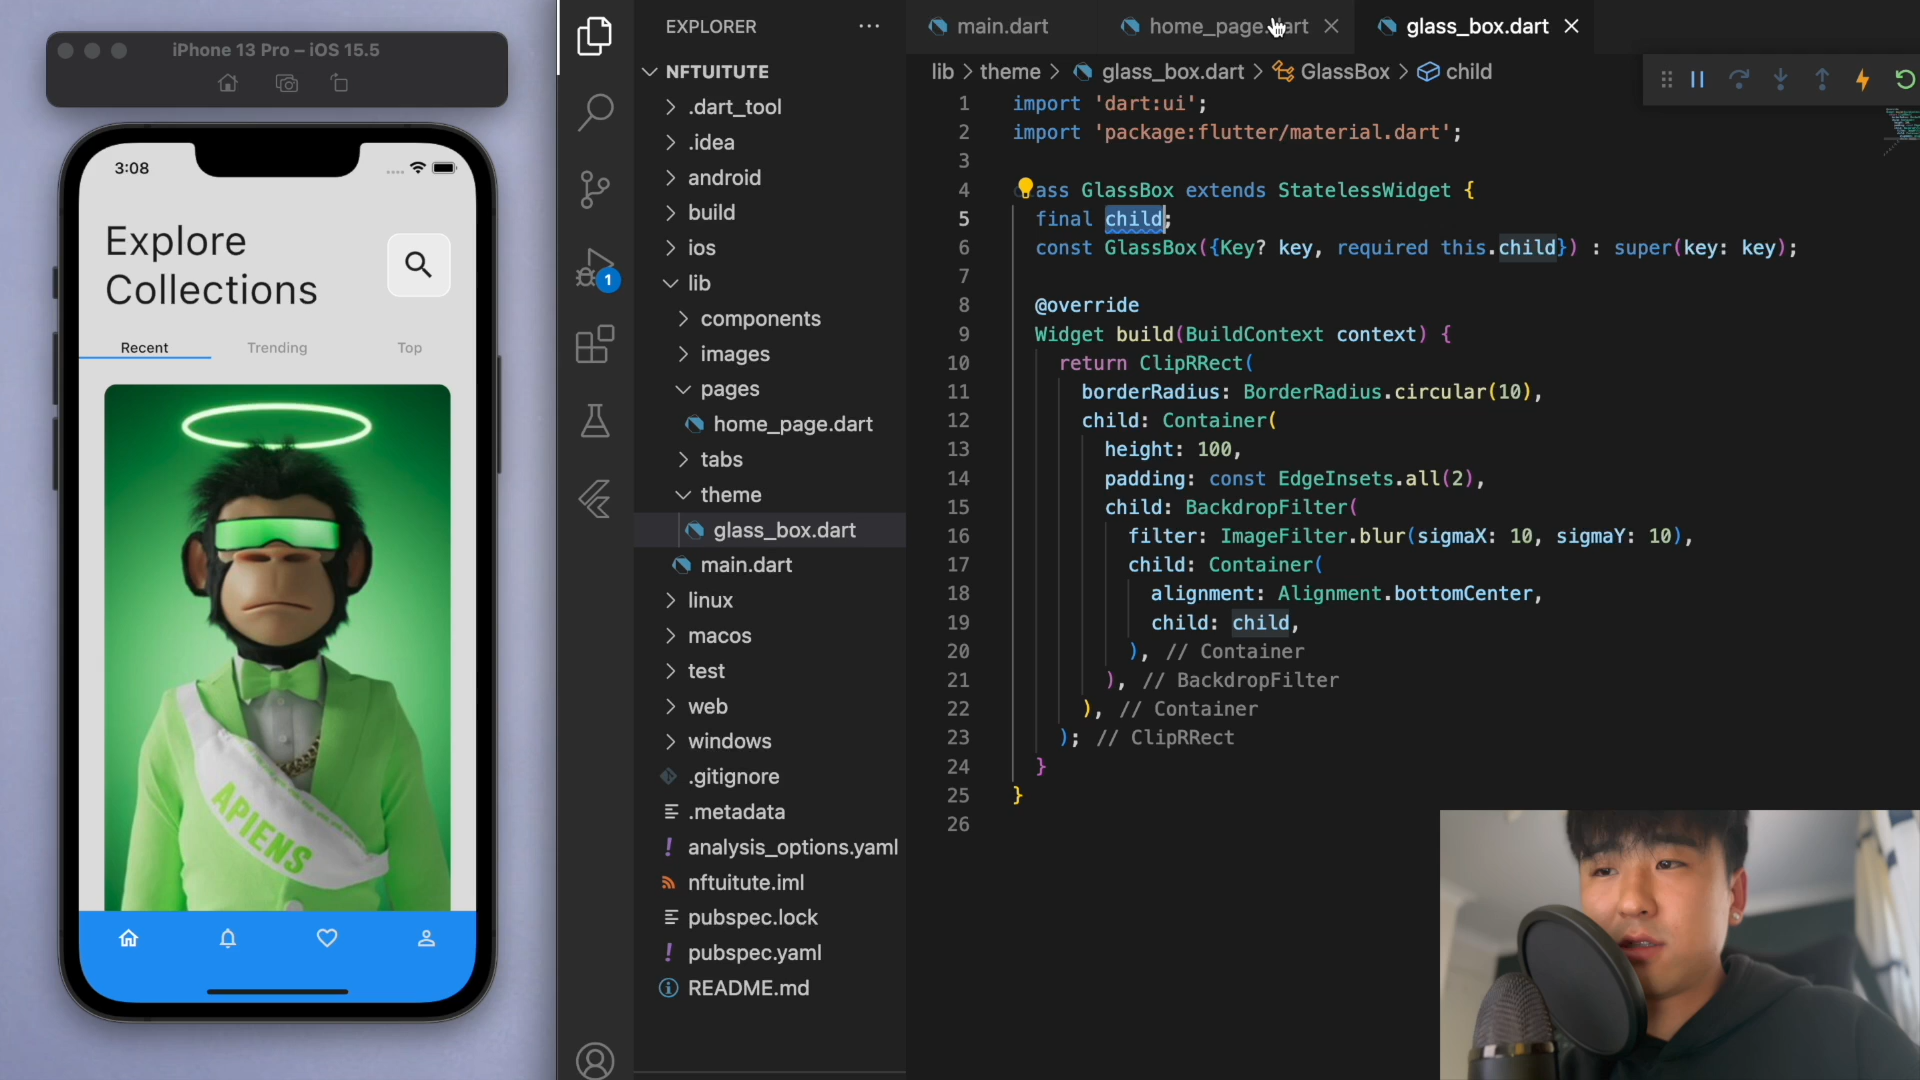 iPhone 13 Pro – iOS 15.5
3:08
Explore
Collections
Recent
Trending
Top
APIENS
EXPLORER
NFTUITUTE
.dart_tool
.idea
android
build
ios
lib
components
images
pages
home_page.dart
tabs
theme
glass_box.dart
main.dart
linux
macos
test
web
windows
.gitignore
.metadata
analysis_options.yaml
nftuitute.iml
pubspec.lock
pubspec.yaml
README.md
1
main.dart
home_page.dart
glass_box.dart
lib > theme > glass_box.dart > GlassBox > child
1 import 'dart:ui';
2 import 'package:flutter/material.dart';
3
4 ass GlassBox extends StatelessWidget {
5 final child;
6 const GlassBox({Key? key, required this.child}) : super(key: key);
7
8 @override
9 Widget build(BuildContext context) {
10 return ClipRRect(
11 borderRadius: BorderRadius.circular(10),
12 child: Container(
13 height: 100,
14 padding: const EdgeInsets.all(2),
15 child: BackdropFilter(
16 filter: ImageFilter.blur(sigmaX: 10, sigmaY: 10),
17 child: Container(
18 alignment: Alignment.bottomCenter,
19 child: child,
20 ), // Container
21 ), // BackdropFilter
22 ), // Container
23 ); // ClipRRect
24 }
25 }
26